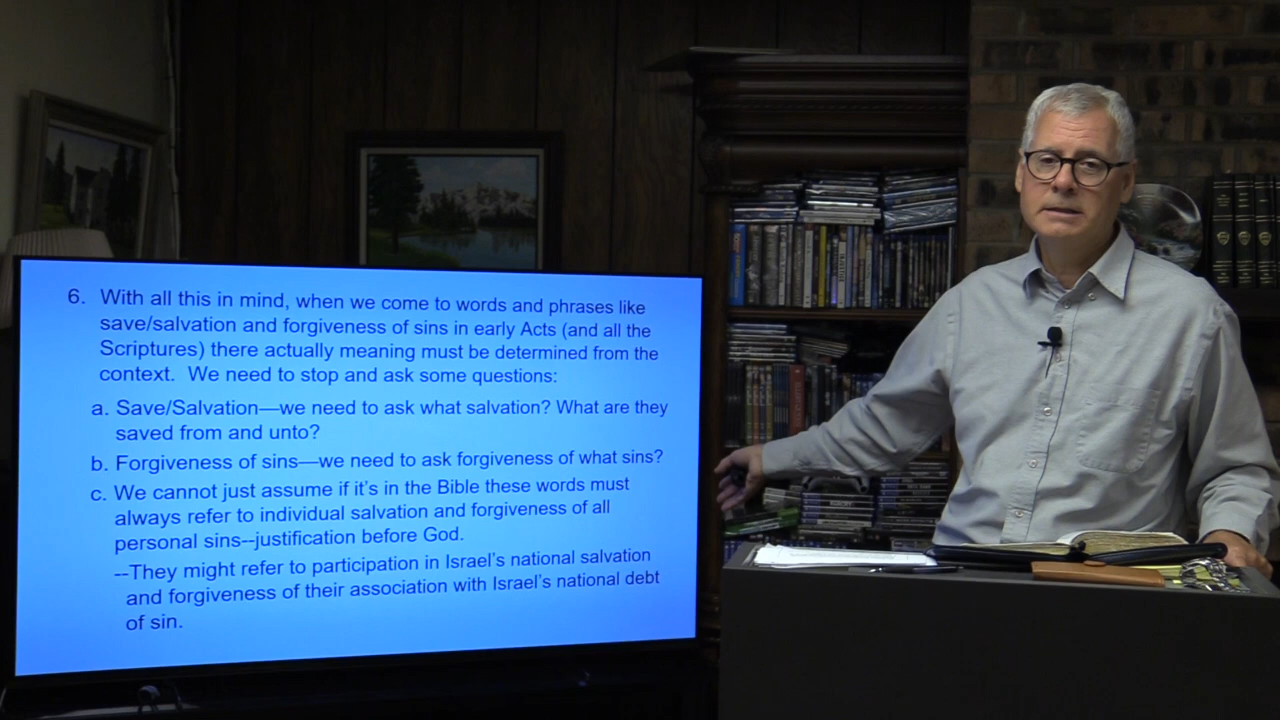 6. With all this in mind, when we come to words and phrases like
save/salvation and forgiveness of sins in early Acts (and all the
Scriptures) there actually meaning must be determined from the
context. We need to stop and ask some questions:
a. Save/Salvation—we need to ask what salvation? What are they
saved from and unto?
b. Forgiveness of sins—we need to ask forgiveness of what sins?
c. We cannot just assume if it's in the Bible these words must
always refer to individual salvation and forgiveness of all
personal sins--justification before God.
--They might refer to participation in Israel's national salvation
and forgiveness of their association with Israel's national debt
of sin.